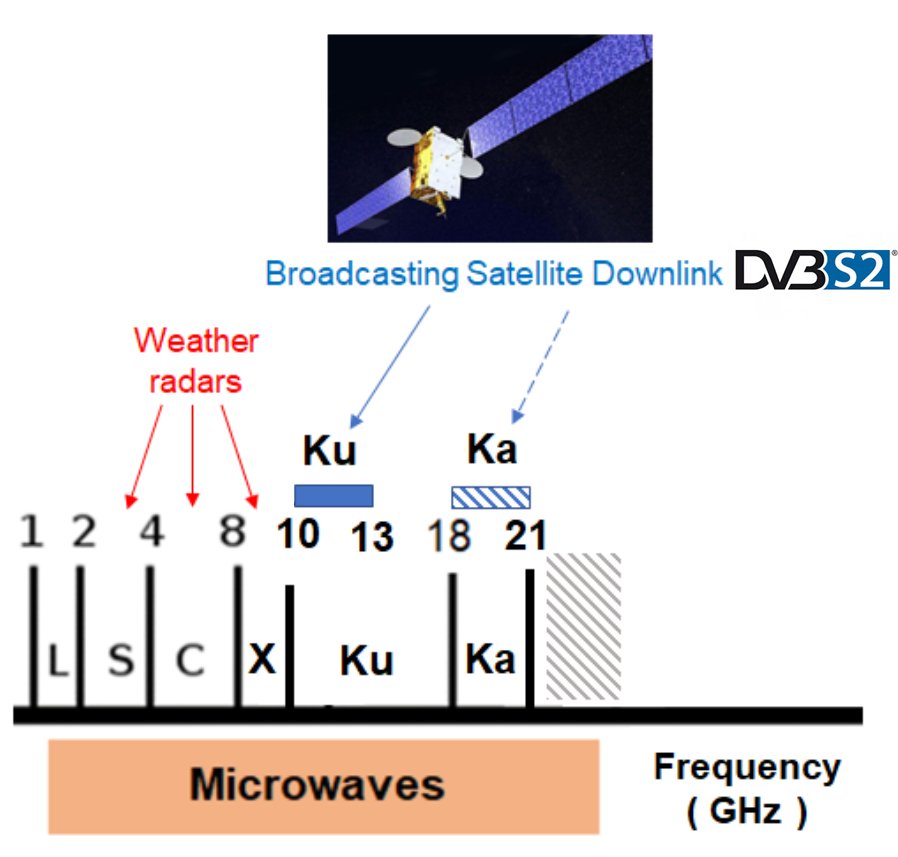 Broadcasting Satellite Downlink DVB S2®
Weather
radars
Ku Ka
1 2 4 8 10 13 18 21
L S C X Ku Ka
Microwaves
Frequency
( GHz )